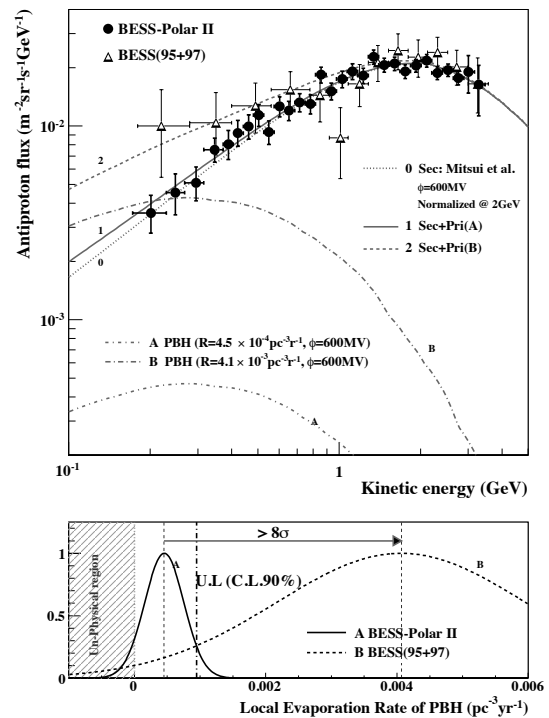 BESS-Polar II
BESS(95+97)
Antiproton flux (m⁻²sr⁻¹s⁻¹GeV⁻¹)
10⁻²
10⁻³
2
1
0
0 Sec: Mitsui et al.
ϕ=600MV
Normalized @ 2GeV
1 Sec+Pri(A)
2 Sec+Pri(B)
A PBH (R=4.5 × 10⁻⁴pc⁻³r⁻¹, ϕ=600MV)
B PBH (R=4.1 × 10⁻³pc⁻³r⁻¹, ϕ=600MV)
B
A
10⁻¹
1
Kinetic energy (GeV)
> 8σ
A
B
U.L (C.L.90%)
Un-Physical region
1
0.5
0
A BESS-Polar II
B BESS(95+97)
0
0.002
0.004
0.006
Local Evaporation Rate of PBH (pc⁻³yr⁻¹)